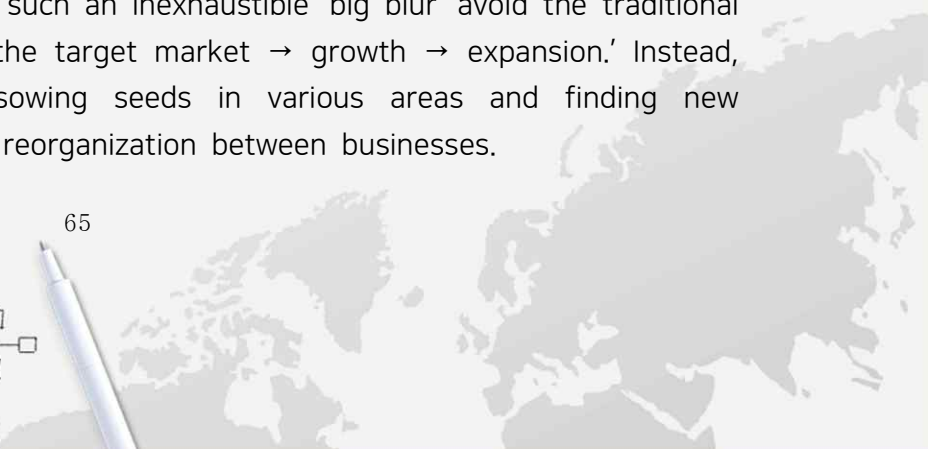 such an inexhaustible 'big blur' avoid the traditional
the target market → growth → expansion.' Instead,
sowing seeds in various areas and finding new
reorganization between businesses.
65